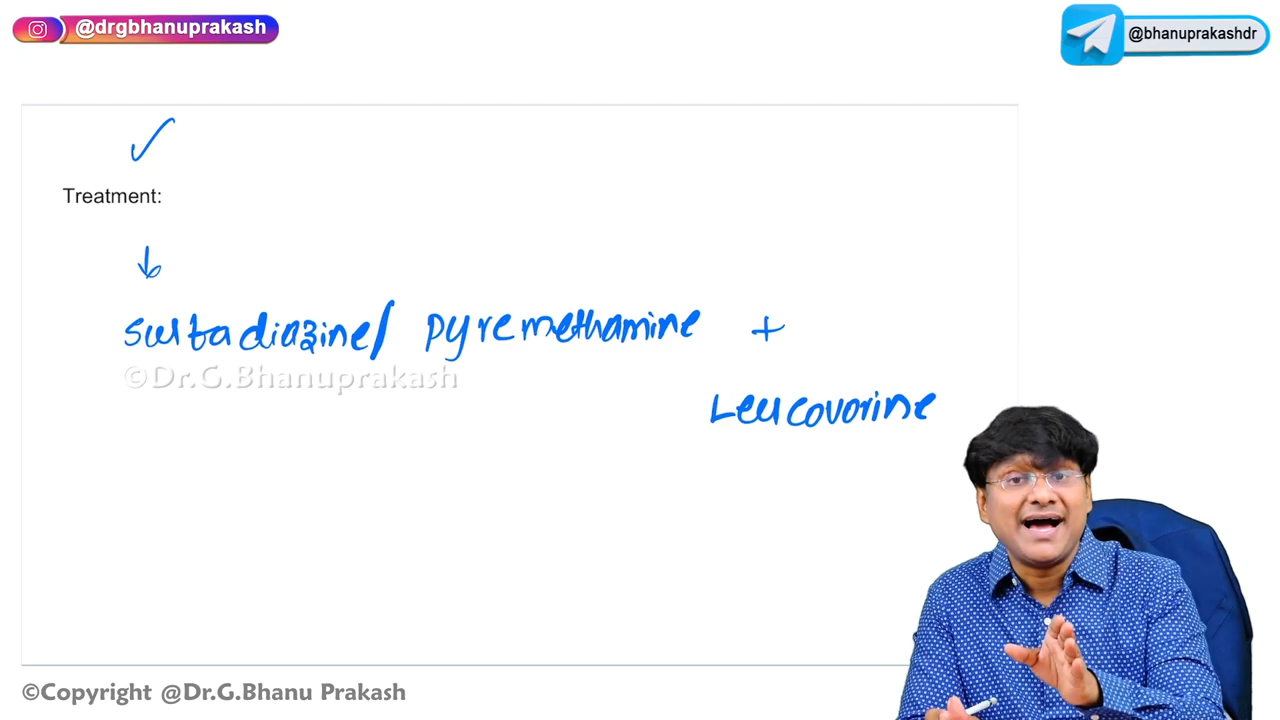 @drgbhanuprakash
@bhanuprakashdr
Treatment:
sulfadiazine/ pyremethamine +
©Dr.G.Bhanuprakash
Leucovorine
©Copyright @Dr.G.Bhanu Prakash